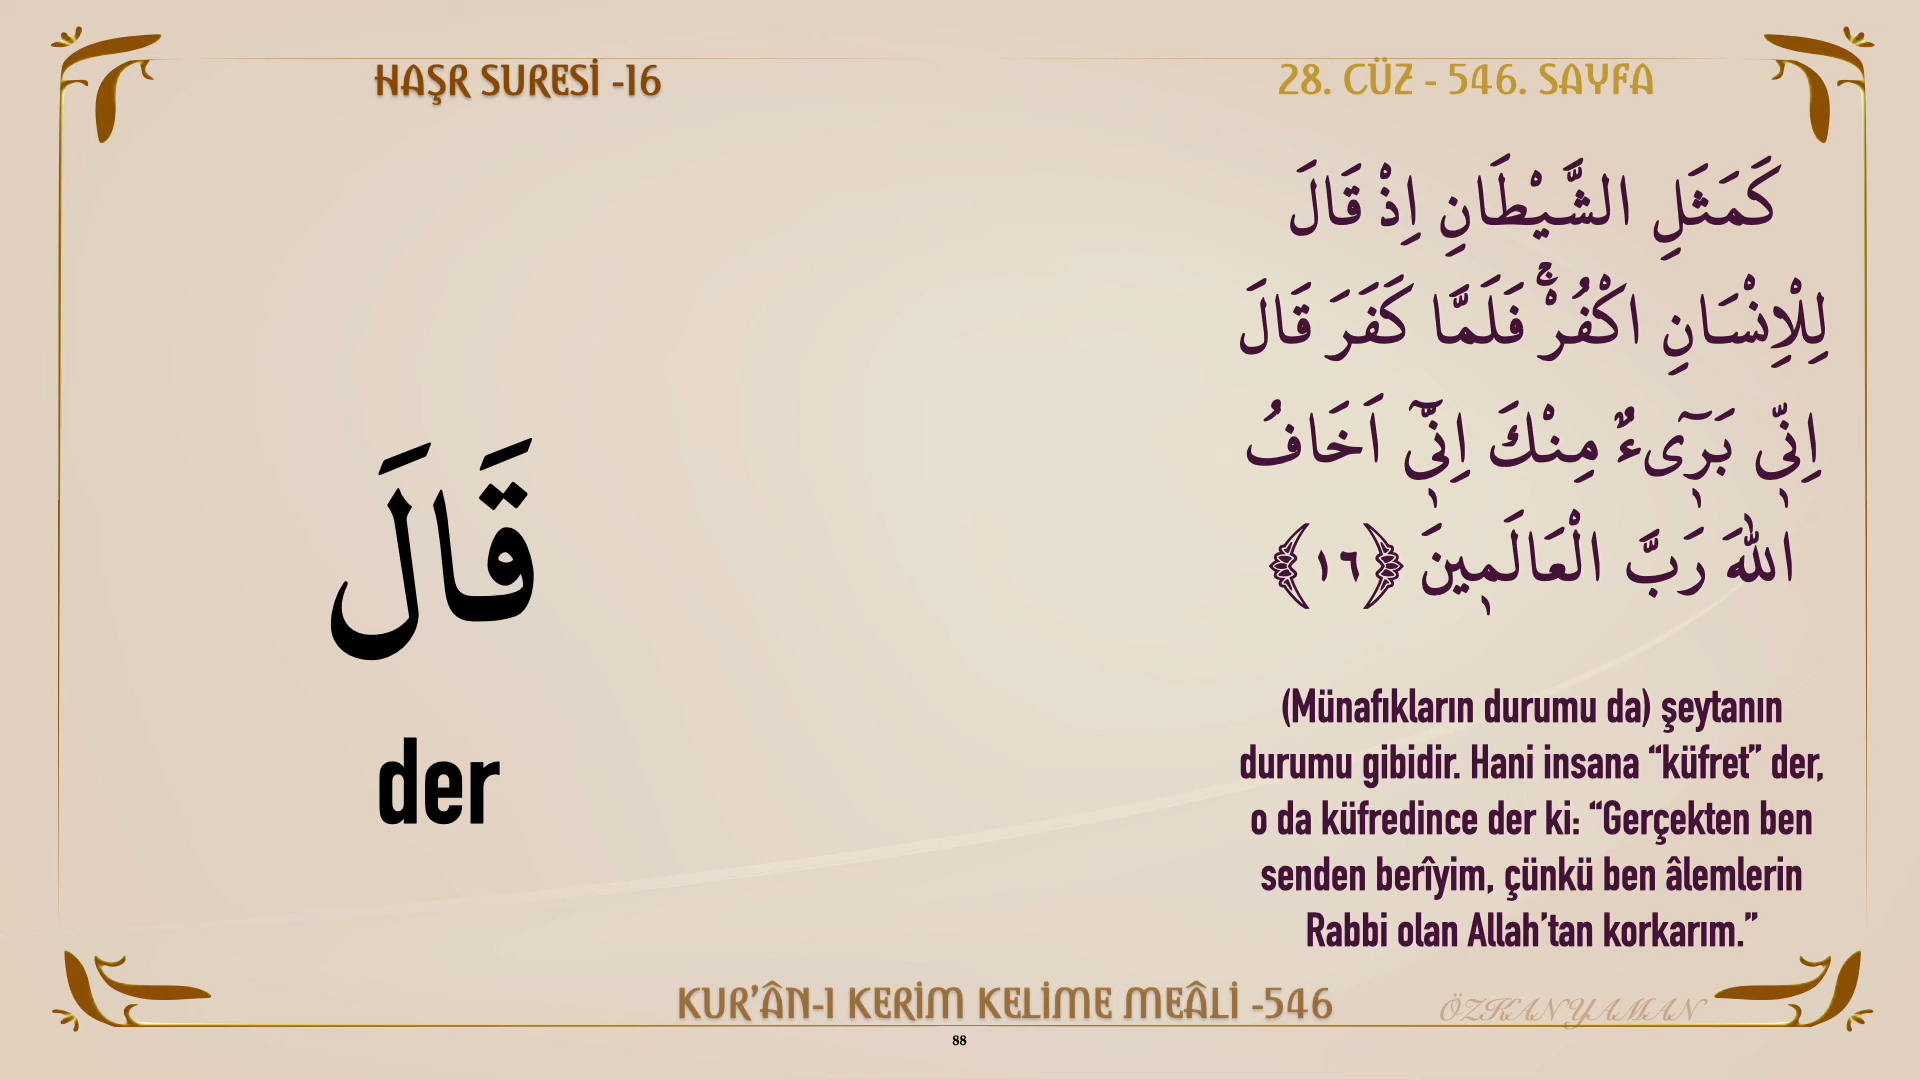 HAŞR SURESİ -16
28. CÜZ - 546. SAYFA
قَالَ
der
كَمَثَلِ الشَّيْطَانِ اِذْ قَالَ
لِلْاِنْسَانِ اكْفُرْۚ فَلَمَّا كَفَرَ قَالَ
اِنّ۪ي بَر۪ٓيءٌ مِنْكَ اِنّ۪ٓي اَخَافُ
اللّٰهَ رَبَّ الْعَالَم۪ينَ ﴿١٦﴾
(Münafıkların durumu da) şeytanın
durumu gibidir. Hani insana “küfret” der,
o da küfredince der ki: “Gerçekten ben
senden berîyim, çünkü ben âlemlerin
Rabbi olan Allah’tan korkarım.”
KUR’ÂN-I KERİM KELİME MEÂLİ -546
ÖZKAN YAMAN
88